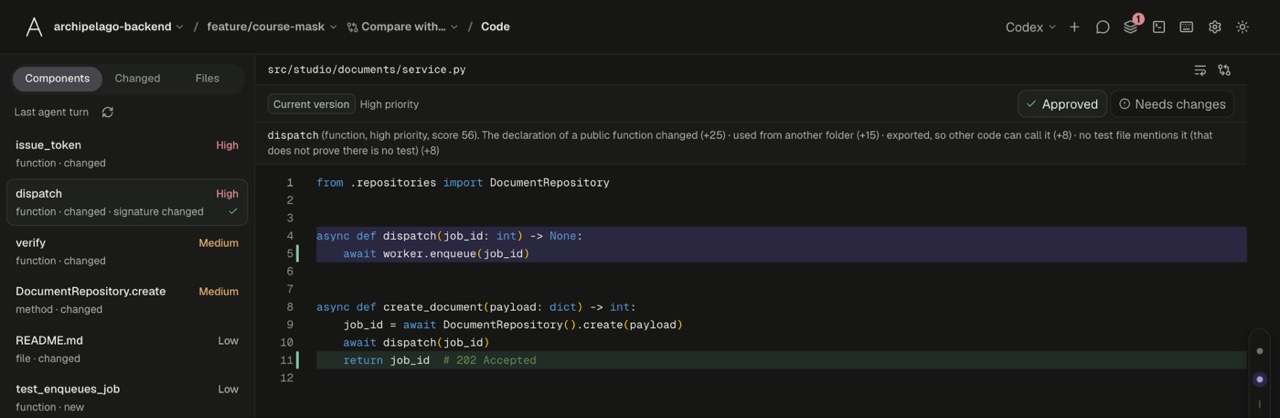 archipelago-backend / feature/course-mask Compare with... / Code
Codex
1
Components Changed Files
Last agent turn
issue_token High
function · changed
dispatch High
function · changed · signature changed
verify Medium
function · changed
DocumentRepository.create Medium
method · changed
README.md Low
file · changed
test_enqueues_job Low
function · new
src/studio/documents/service.py
Current version High priority
Approved Needs changes
dispatch (function, high priority, score 56). The declaration of a public function changed (+25) · used from another folder (+15) · exported, so other code can call it (+8) · no test file mentions it (that
does not prove there is no test) (+8)
1 from .repositories import DocumentRepository
2
3
4 async def dispatch(job_id: int) -> None:
5     await worker.enqueue(job_id)
6
7
8 async def create_document(payload: dict) -> int:
9     job_id = await DocumentRepository().create(payload)
10     await dispatch(job_id)
11     return job_id  # 202 Accepted
12